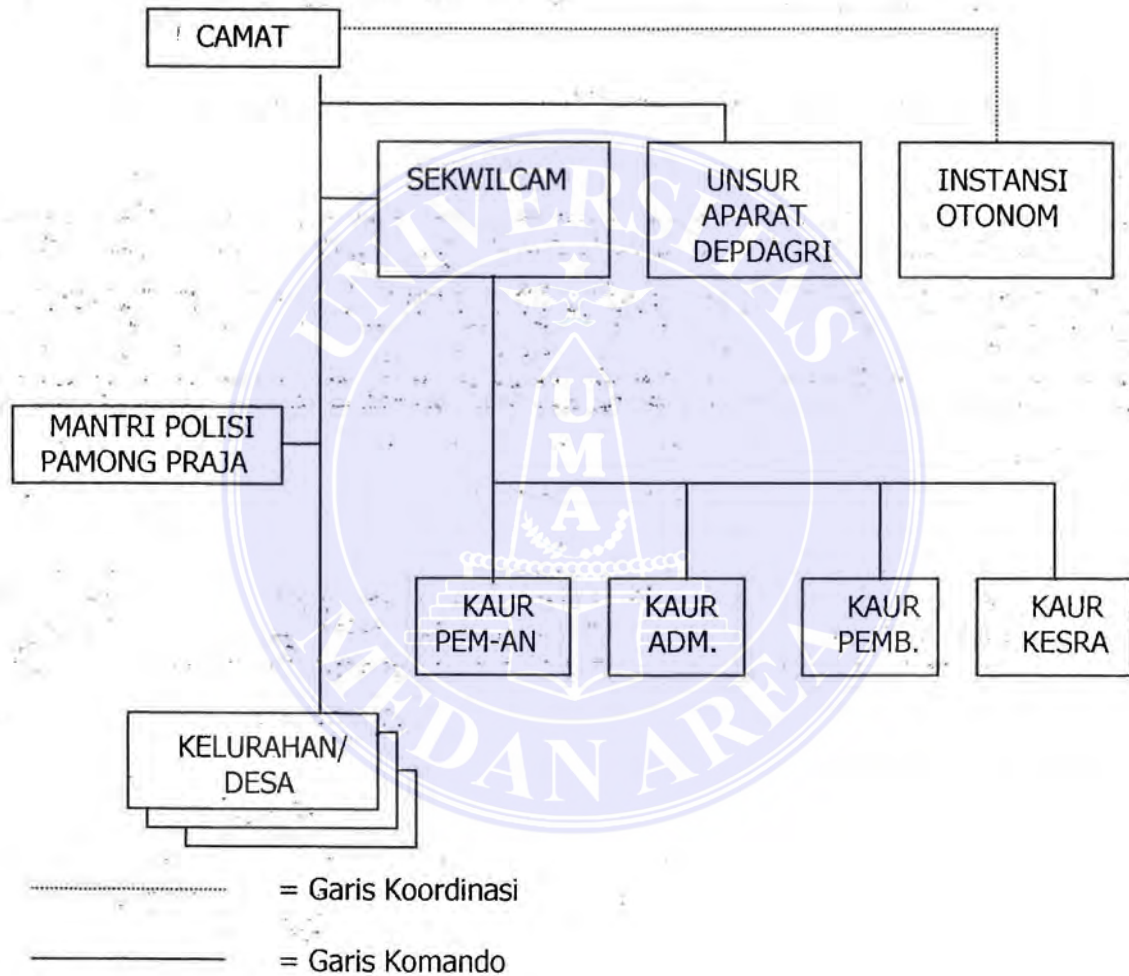 CAMAT
SEKWILCAM
UNSUR
APARAT
DEPDAGRI
INSTANSI
OTONOM
MANTRI POLISI
PAMONG PRAJA
KAUR
PEM-AN
KAUR
ADM.
KAUR
PEMB.
KAUR
KESRA
KELURAHAN/
DESA
= Garis Koordinasi
= Garis Komando
UNIVERSITAS
MEDAN AREA
UMA